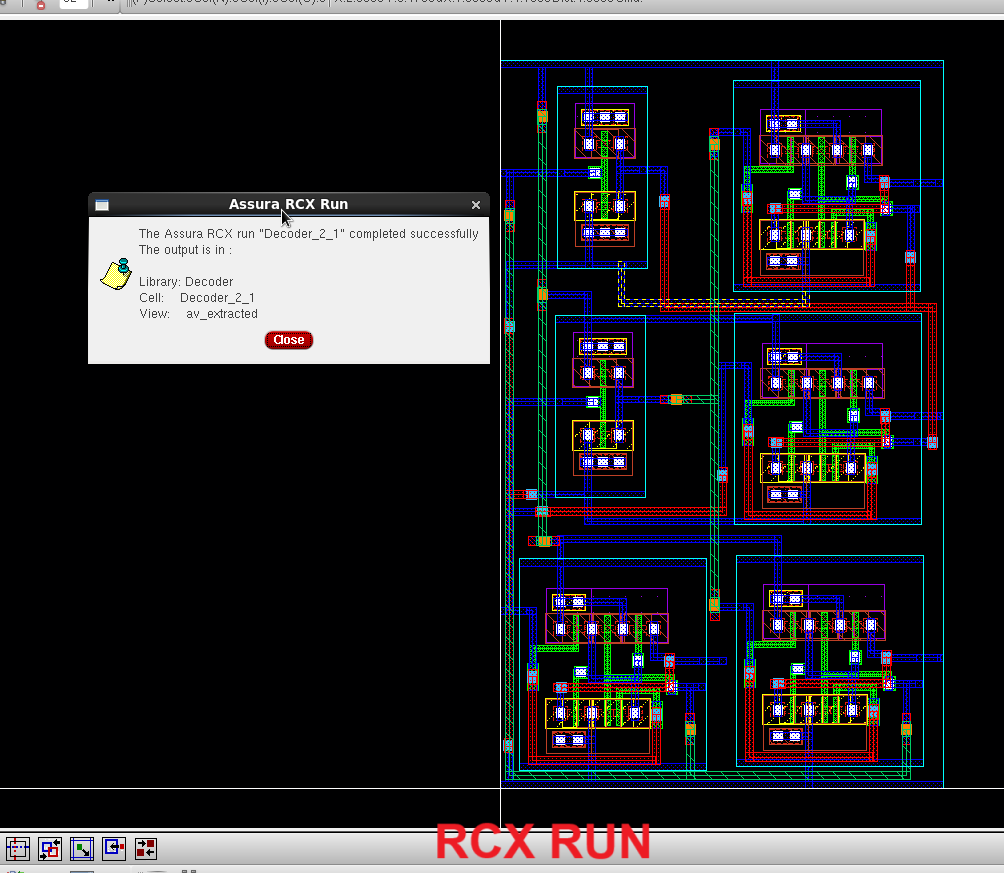 Assura RCX Run
The Assura RCX run "Decoder_2_1" completed successfully
The output is in :
Library: Decoder
Cell: Decoder_2_1
View: av_extracted
Close
RCX RUN